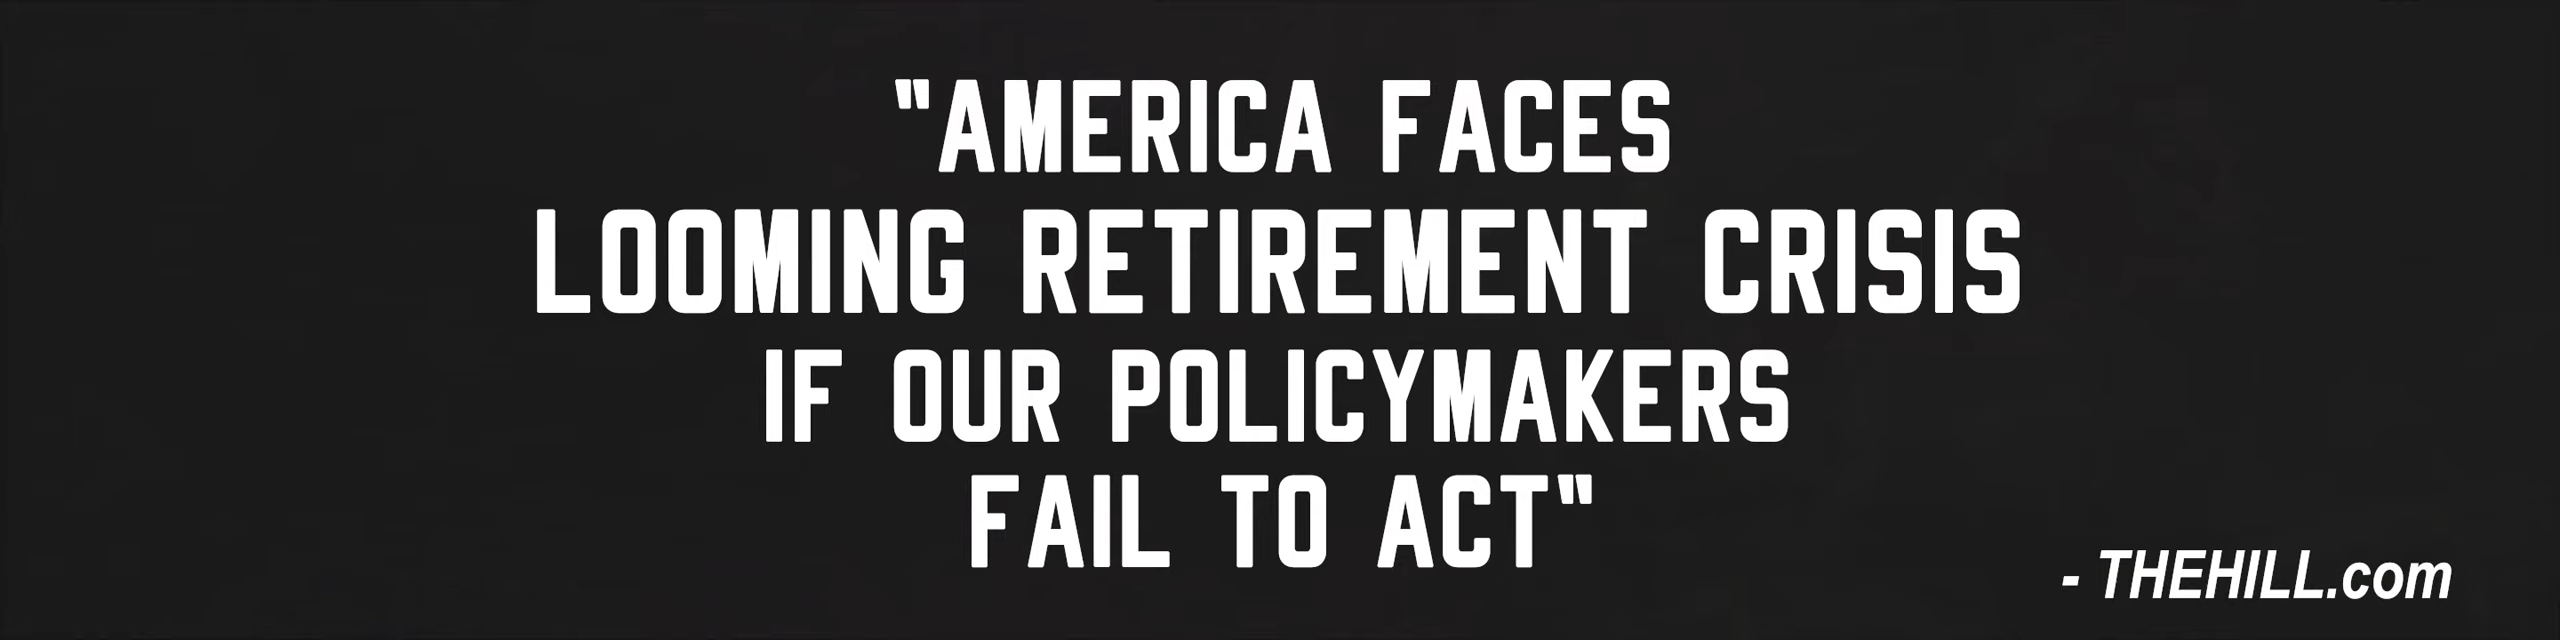 "AMERICA FACES
LOOMING RETIREMENT CRISIS
IF OUR POLICYMAKERS
FAIL TO ACT"
- THEHILL.com